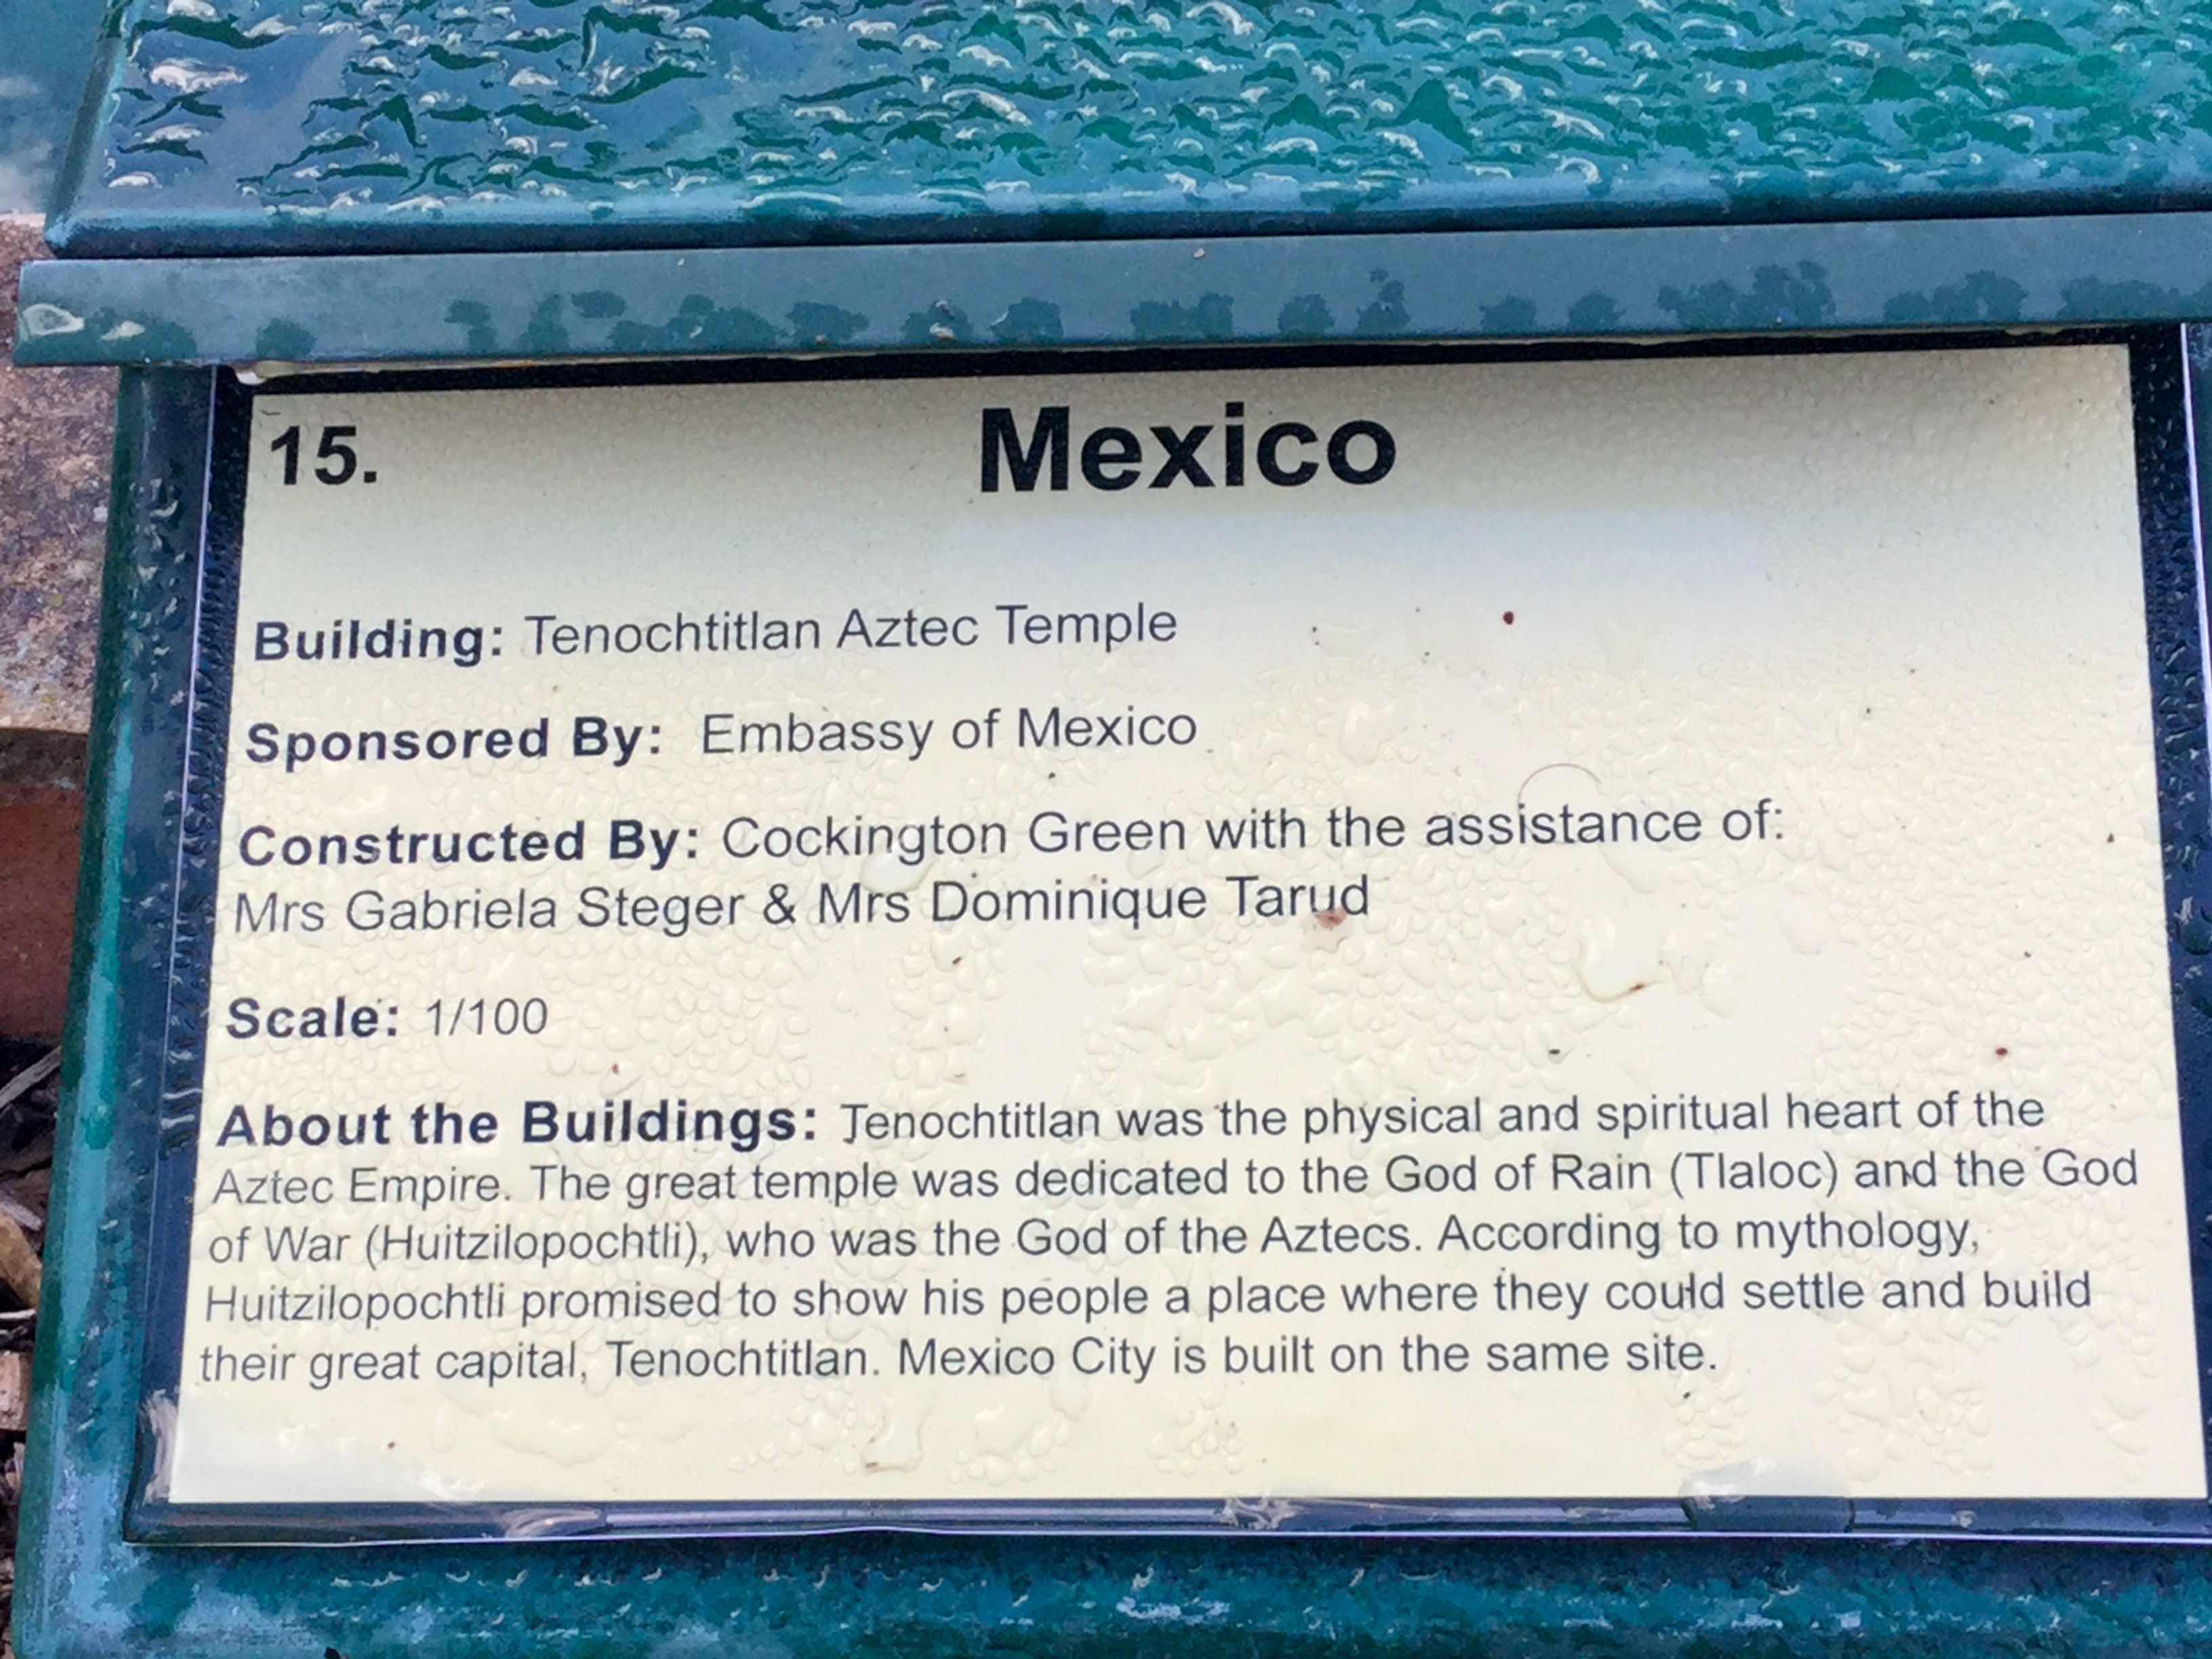 15. Mexico
Building: Tenochtitlan Aztec Temple
Sponsored By: Embassy of Mexico
Constructed By: Cockington Green with the assistance of:
Mrs Gabriela Steger & Mrs Dominique Tarud
Scale: 1/100
About the Buildings: Tenochtitlan was the physical and spiritual heart of the
Aztec Empire. The great temple was dedicated to the God of Rain (Tlaloc) and the God
of War (Huitzilopochtli), who was the God of the Aztecs. According to mythology,
Huitzilopochtli promised to show his people a place where they could settle and build
their great capital, Tenochtitlan. Mexico City is built on the same site.